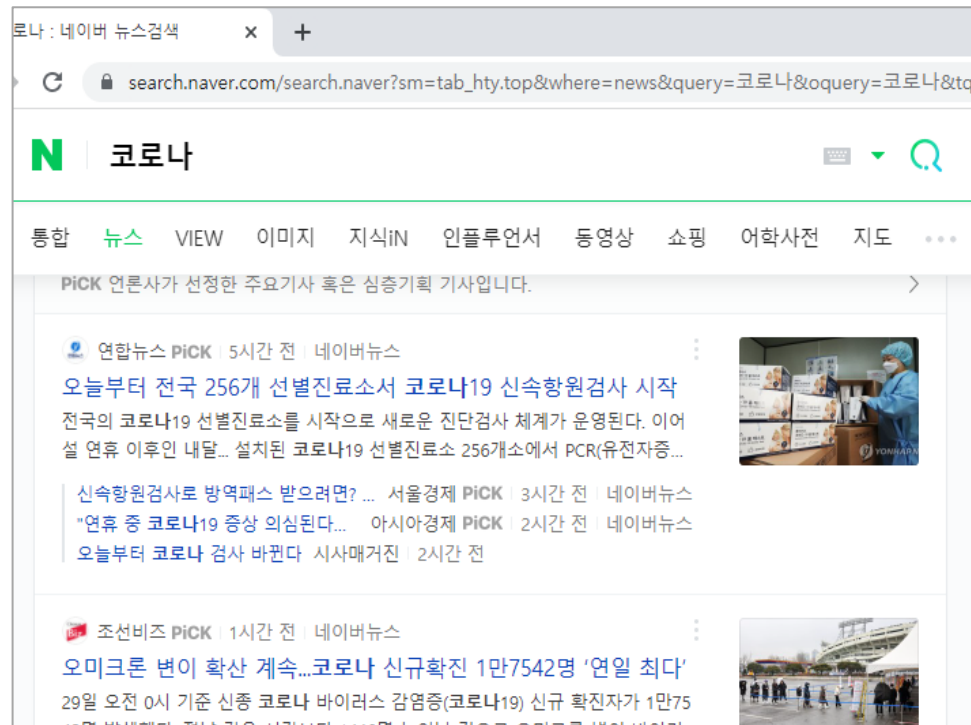 로나 : 네이버 뉴스검색
search.naver.com/search.naver?sm=tab_hty.top&where=news&query=코로나&oquery=코로나&tq
N 코로나
통합 뉴스 VIEW 이미지 지식iN 인플루언서 동영상 쇼핑 어학사전 지도
PiCK 언론사가 선정한 주요기사 혹은 심층기획 기사입니다.
연합뉴스 PiCK 5시간 전 네이버뉴스
오늘부터 전국 256개 선별진료소서 코로나19 신속항원검사 시작
전국의 코로나19 선별진료소를 시작으로 새로운 진단검사 체계가 운영된다. 이어
설 연휴 이후인 내달... 설치된 코로나19 선별진료소 256개소에서 PCR(유전자증...
YONHAPN
신속항원검사로 방역패스 받으려면? ... 서울경제 PiCK 3시간 전 네이버뉴스
"연휴 중 코로나19 증상 의심된다... 아시아경제 PiCK 2시간 전 네이버뉴스
오늘부터 코로나 검사 바뀐다 시사매거진 2시간 전
조선비즈 PiCK 1시간 전 네이버뉴스
오미크론 변이 확산 계속...코로나 신규확진 1만7542명 ‘연일 최다’
29일 오전 0시 기준 신종 코로나 바이러스 감염증(코로나19) 신규 확진자가 1만75